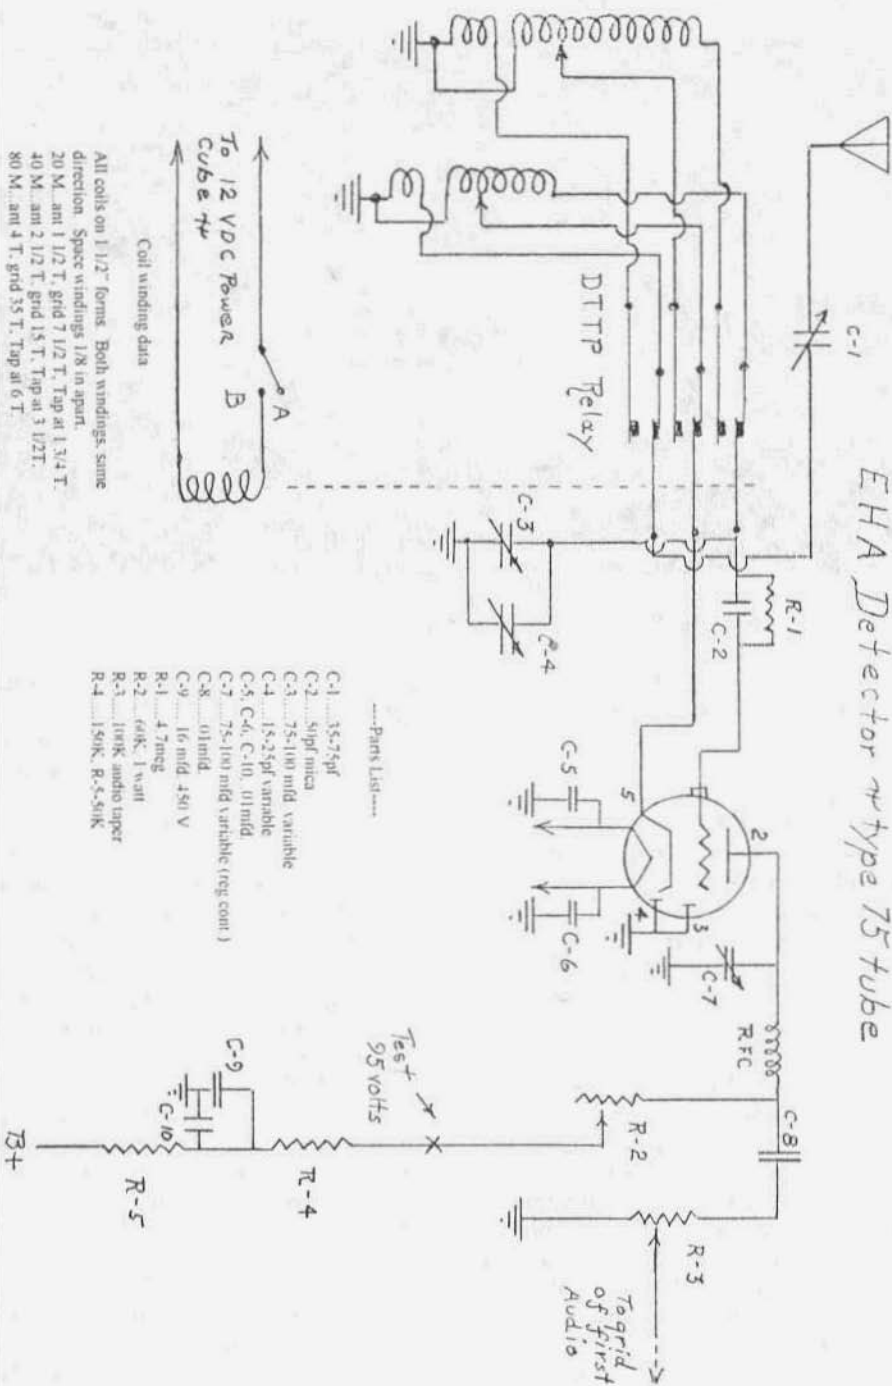 EHA Detector w type 75 tube
C-1
R-1
C-2
2
5
4
3
C-5
C-6
C-7
RFC
C-8
R-2
R-3
To grid
of first
Audio
Test
95 volts
C-9
C-10
R-4
R-5
B+
DTTP Relay
C-3
C-4
To 12 VDC Power
Cube
B
A
Coil winding data
All coils on 1-1/2" forms. Both windings, same
direction. Space windings 1/8 in apart.
20 M...ant 1 1/2 T, grid 7 1/2 T, Tap at 1 3/4 T.
40 M...ant 2 1/2 T, grid 15 T. Tap at 3 1/2T.
80 M...ant 4 T, grid 35 T. Tap at 6 T.
----Parts List----
C-1.....35-75pf
C-2.....50pf mica
C-3.....75-100 mfd variable
C-4.....15-25pf variable
C-5, C-6, C-10, .01mfd.
C-7.....75-100 mfd variable (reg cont.)
C-8.....01mfd.
C-9.....16 mfd. 450 V
R-1.....4.7meg
R-2.....60K, 1 watt
R-3.....100K audio taper
R-4.....150K, R-5-50K